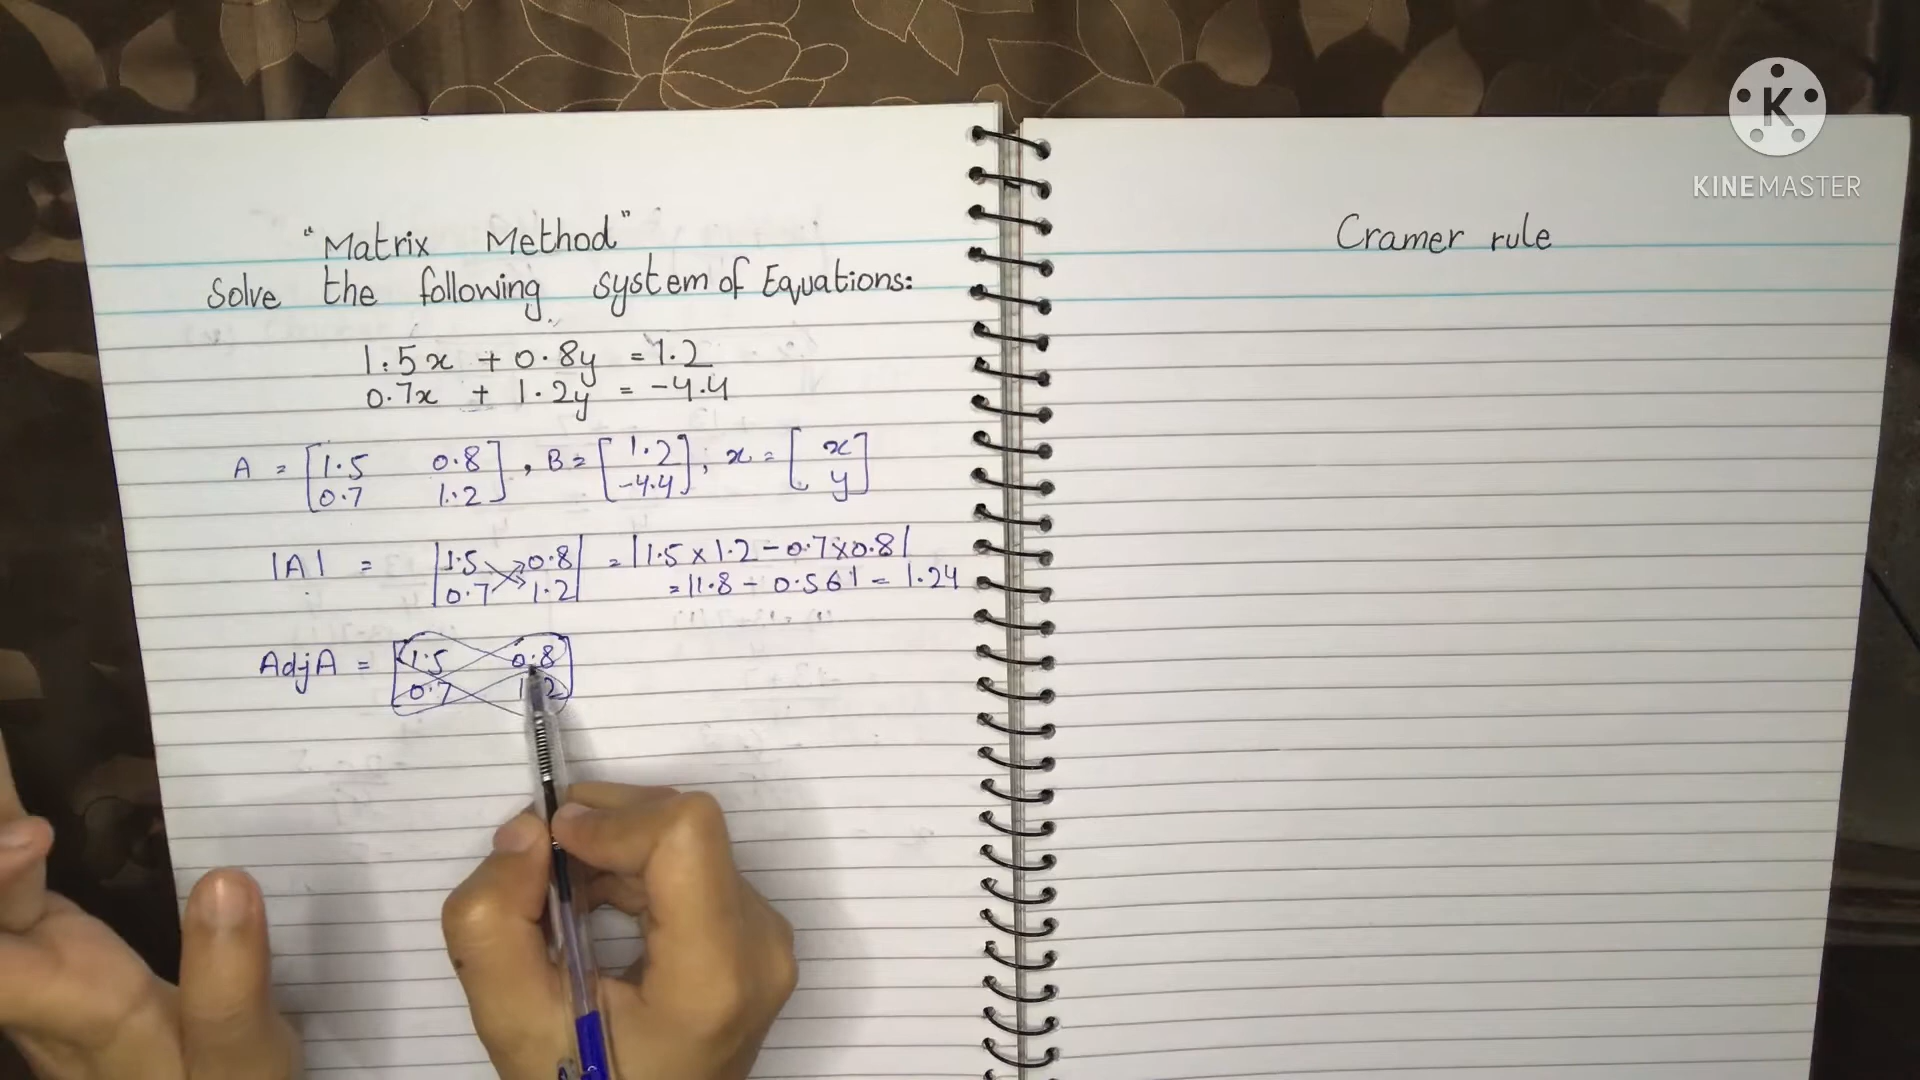 "Matrix Method"
Solve the following system of Equations:
1.5x + 0.8y = 1.2
0.7x + 1.2y = -4.4
A = [1.5 0.8], B = [1.2]; x = [x]
[0.7 1.2] [-4.4] [y]
|A| = |1.5 0.8| = |1.5 x 1.2 - 0.7 x 0.8|
|0.7 1.2| = |1.8 - 0.56| = 1.24
AdjA = [1.5 0.8]
[0.7 1.2]
Cramer rule
K
KINEMASTER